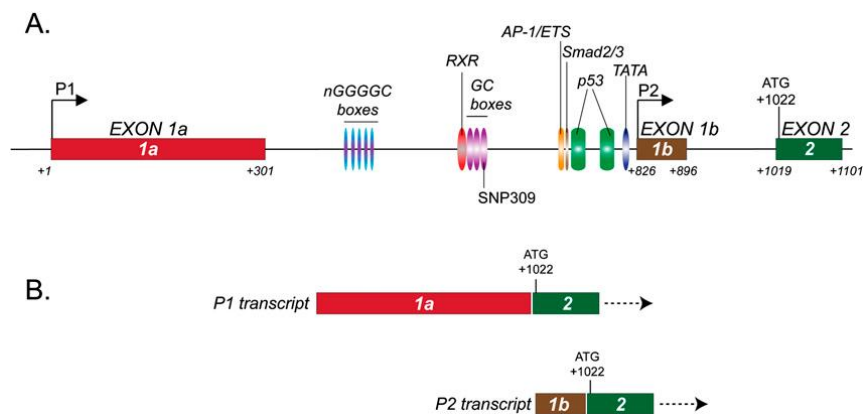 A.
P1
EXON 1a
1a
+1
+301
nGGGGC
boxes
RXR
GC
boxes
SNP309
AP-1/ETS
Smad2/3
p53
TATA
P2
EXON 1b
1b
+826
+896
ATG
+1022
EXON 2
2
+1019
+1101
B.
P1 transcript
1a
ATG
+1022
2
P2 transcript
1b
ATG
+1022
2